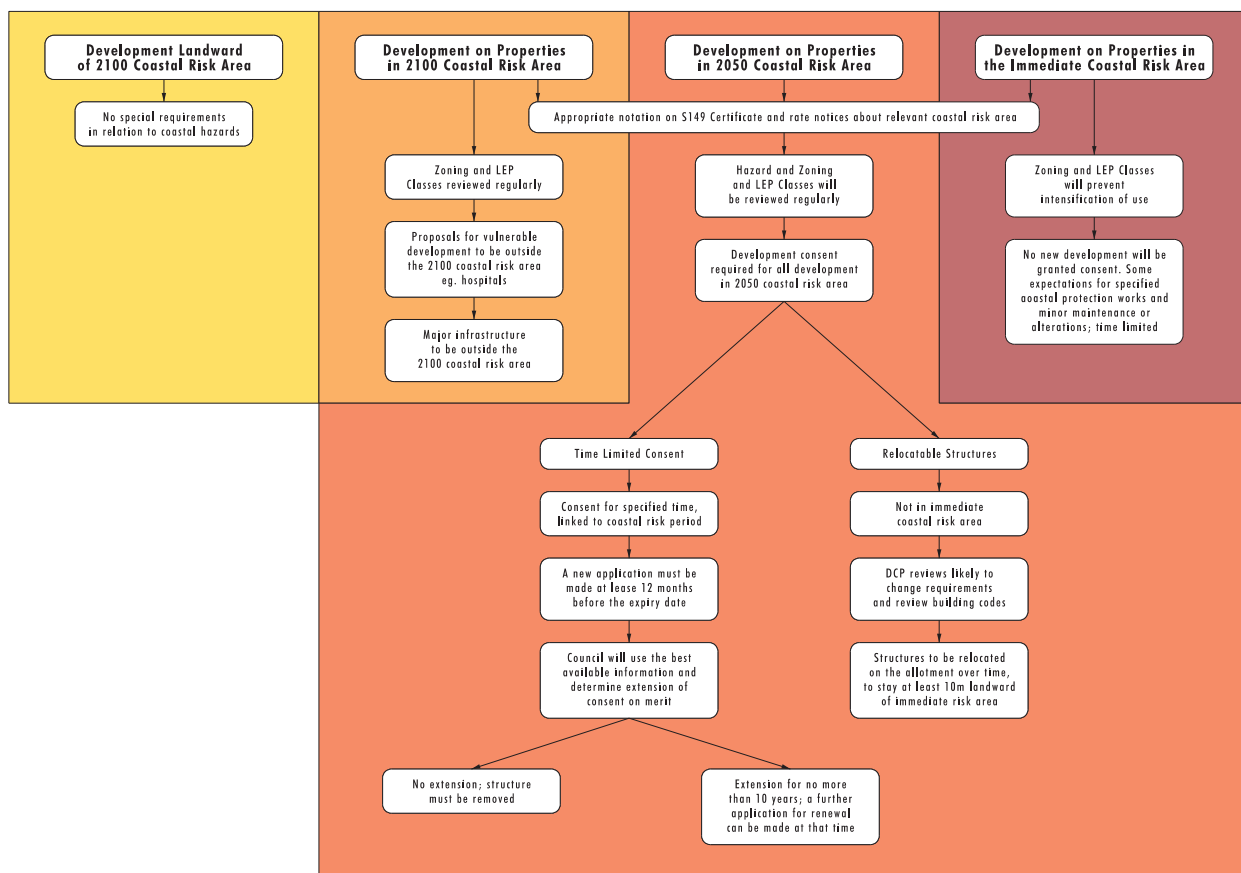 Development Landward
of 2100 Coastal Risk Area
Development on Properties
in 2100 Coastal Risk Area
Development on Properties
in 2050 Coastal Risk Area
Development on Properties in
the Immediate Coastal Risk Area
No special requirements
in relation to coastal hazards
Appropriate notation on S149 Certificate and rate notices about relevant coastal risk area
Zoning and LEP
Classes reviewed regularly
Hazard and Zoning
and LEP Classes will
be reviewed regularly
Zoning and LEP Classes
will prevent
intensification of use
Proposals for vulnerable
development to be outside
the 2100 coastal risk area
eg. hospitals
Development consent
required for all development
in 2050 coastal risk area
No new development will be
granted consent. Some
expectations for specified
aoastal protection works and
minor maintenance or
alterations; time limited
Major infrastructure
to be outside the
2100 coastal risk area
Time Limited Consent
Relocatable Structures
Consent for specified time,
linked to coastal risk period
Not in immediate
coastal risk area
A new application must be
made at lease 12 months
before the expiry date
DCP reviews likely to
change requirements
and review building codes
Council will use the best
available information and
determine extension of
consent on merit
Structures to be relocated
on the allotment over time,
to stay at least 10m landward
of immediate risk area
No extension; structure
must be removed
Extension for no more
than 10 years; a further
application for renewal
can be made at that time